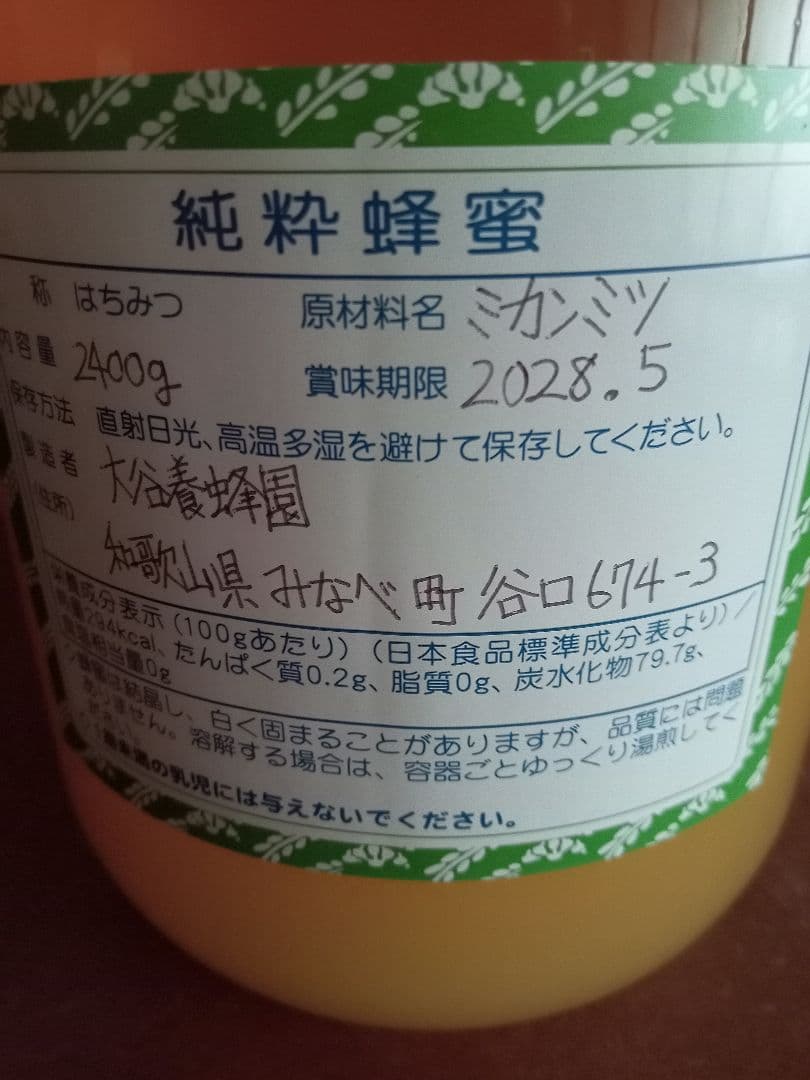 純粋蜂蜜
称 はちみつ 原材料名 ミカンミツ
内容量 2400g 賞味期限 2028.5
保存方法 直射日光、高温多湿を避けて保存してください。
製造者 大谷養蜂園
(住所) 和歌山県みなべ町谷口674-3
栄養成分表示(100gあたり)(日本食品標準成分表より)/
熱量294kcal、たんぱく質0.2g、脂質0g、炭水化物79.7g、
食塩相当量0g
蜂蜜は結晶し、白く固まることがありますが、品質には問題
ありません。溶解する場合は、容器ごとゆっくり湯煎してく
ださい。
1歳未満の乳児には与えないでください。